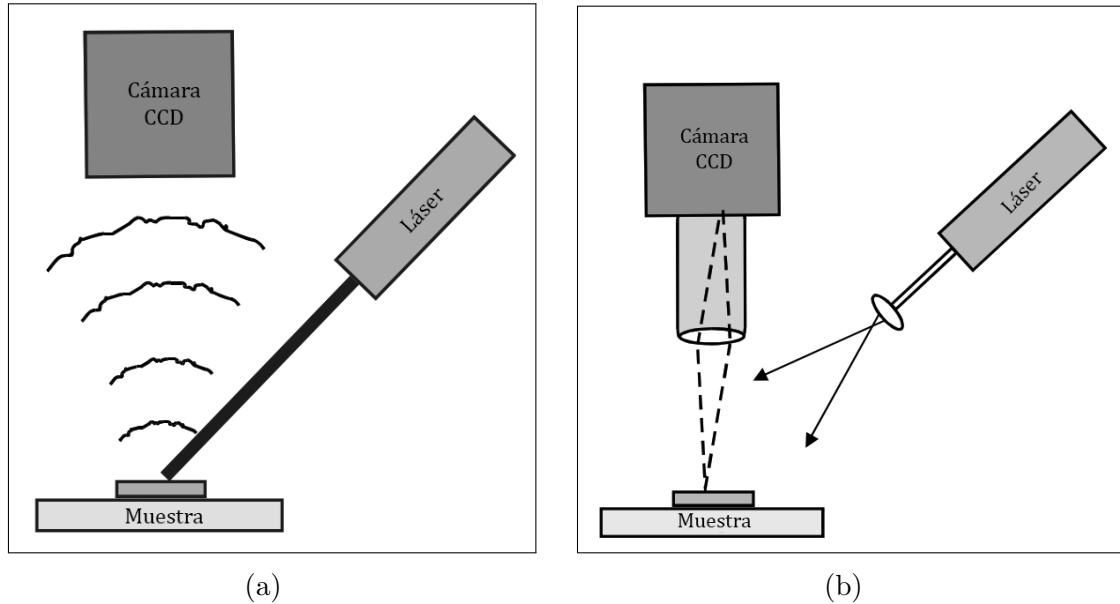 Cámara
CCD
Láser
Muestra
(a)
Cámara
CCD
Láser
Muestra
(b)